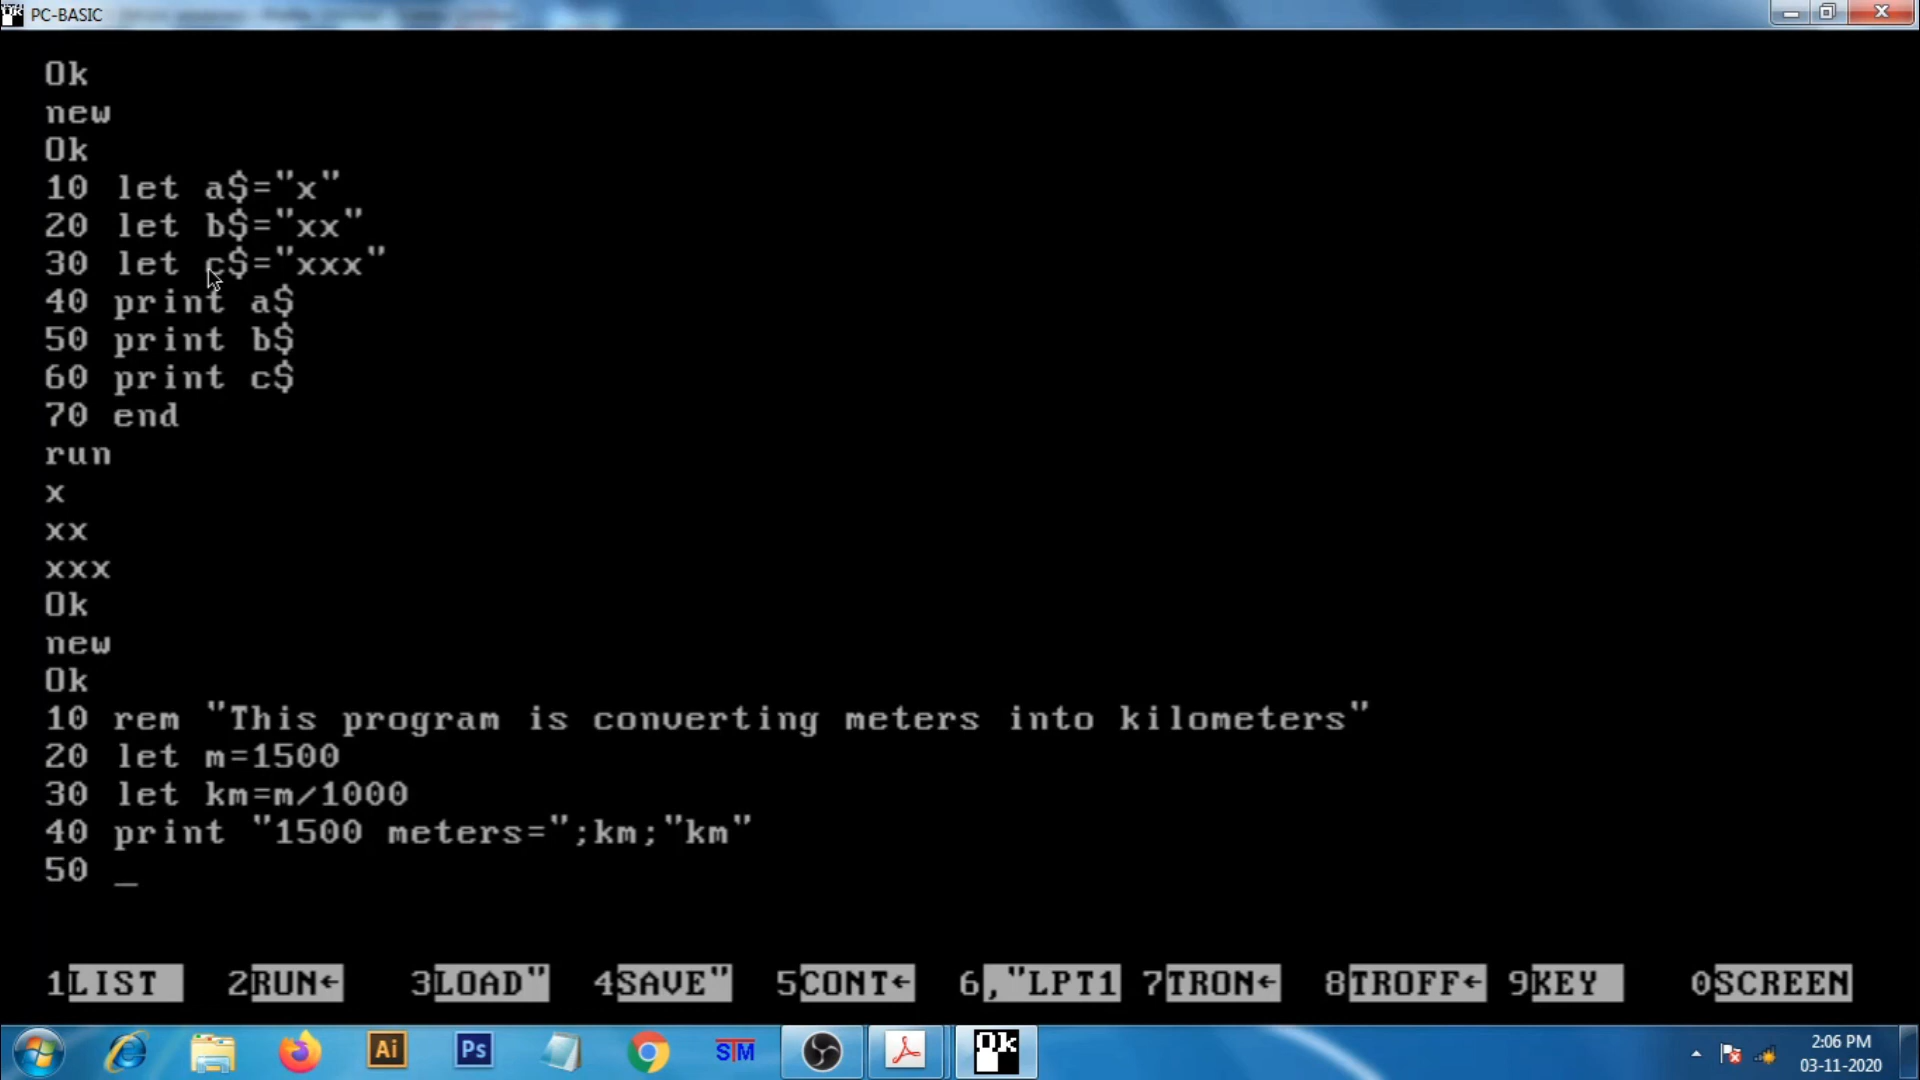 PC-BASIC
Ok
new
Ok
10 let a$="x"
20 let b$="xx"
30 let c$="xxx"
40 print a$
50 print b$
60 print c$
70 end
run
x
xx
xxx
Ok
new
Ok
10 rem "This program is converting meters into kilometers"
20 let m=1500
30 let km=m/1000
40 print "1500 meters=";km;"km"
50 _
1LIST 2RUN← 3LOAD" 4SAVE" 5CONT← 6,"LPT1 7TRON← 8TROFF← 9KEY 0SCREEN
Ai Ps STM Ok 2:06 PM
03-11-2020